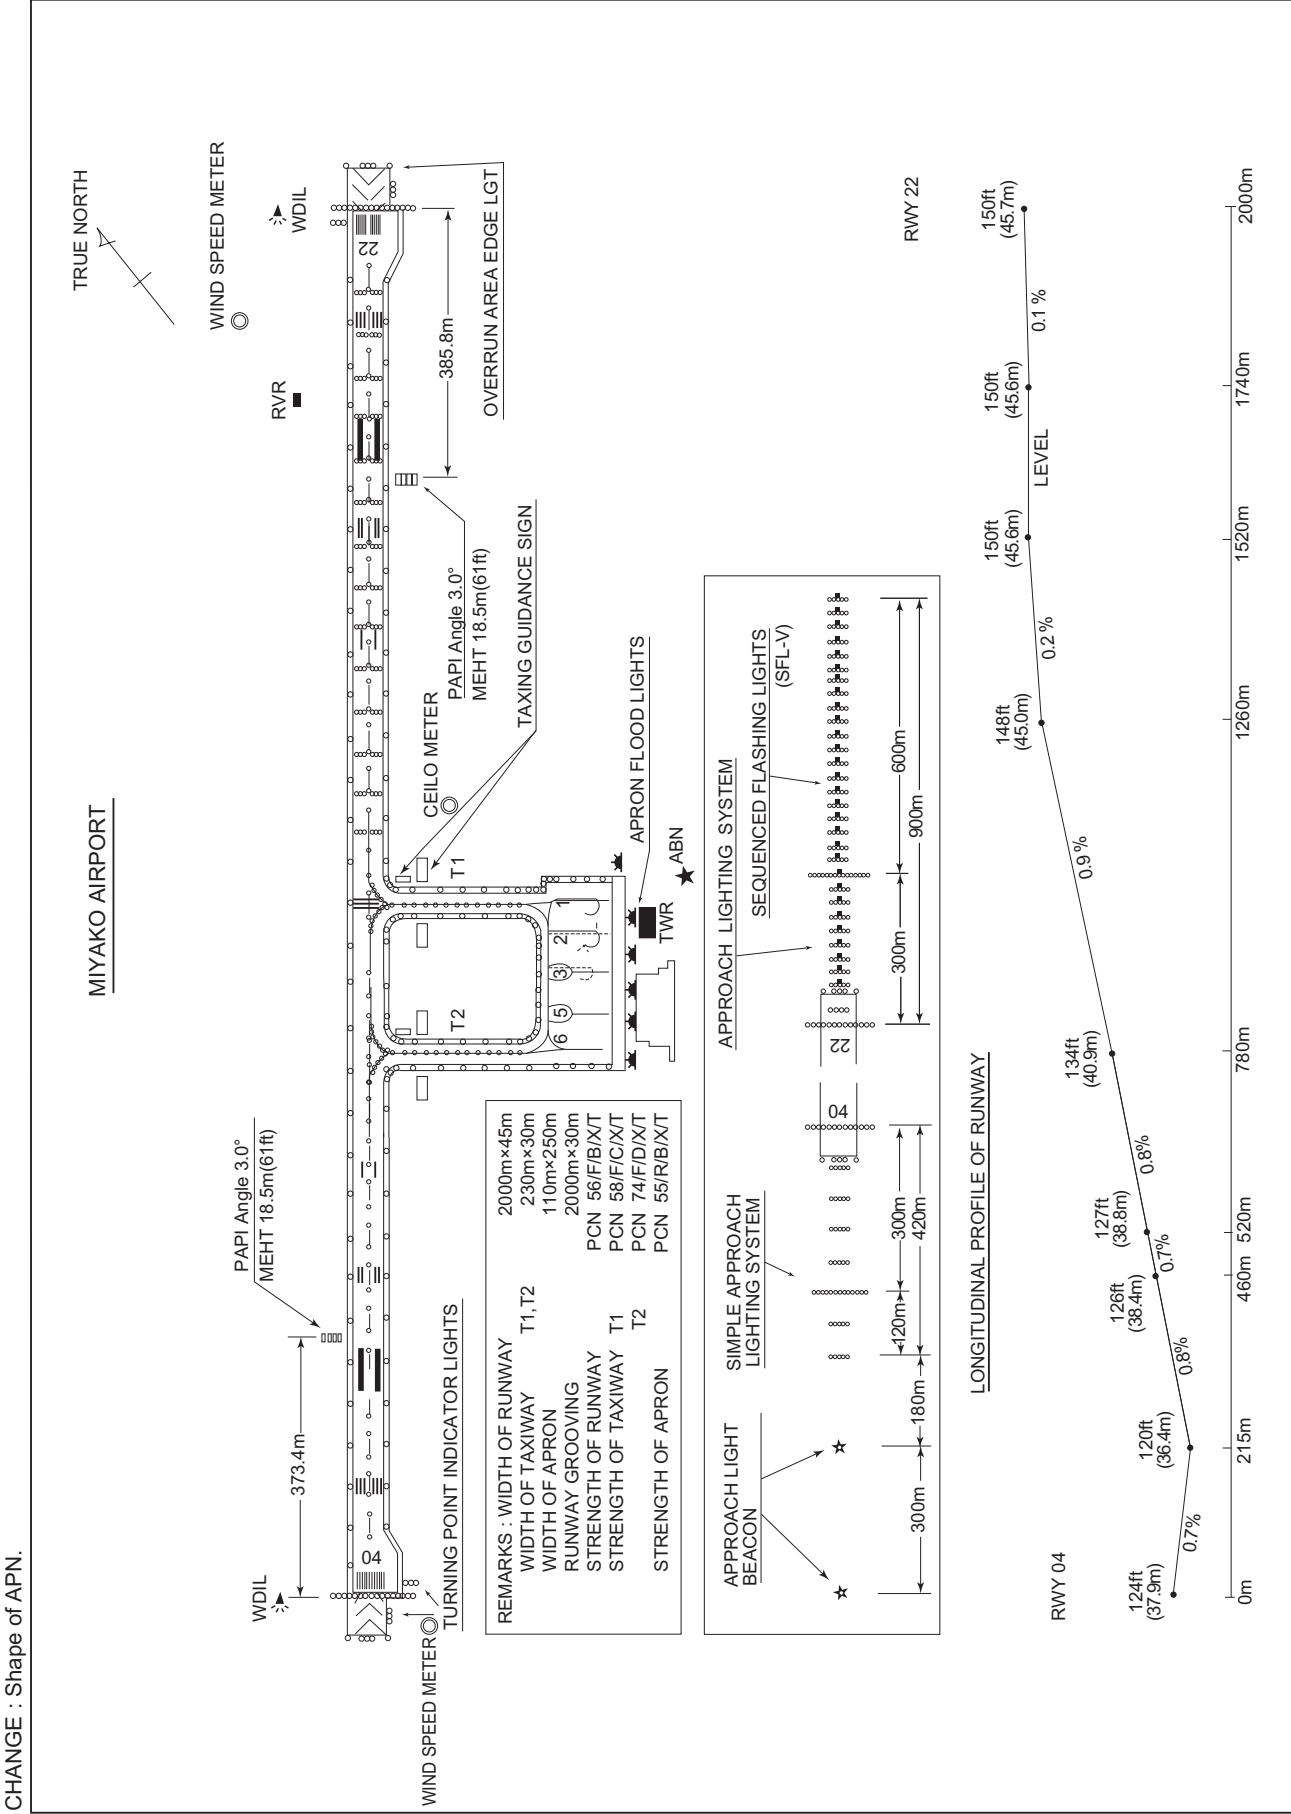 CHANGE : Shape of APN.
MIYAKO AIRPORT
TRUE NORTH
WIND SPEED METER
WDIL
RVR
WDIL
373.4m
PAPI Angle 3.0°
MEHT 18.5m(61ft)
04
22
385.8m
OVERRUN AREA EDGE LGT
PAPI Angle 3.0°
MEHT 18.5m(61ft)
TAXING GUIDANCE SIGN
CEILO METER
T2
T1
6
5
3
2
1
APRON FLOOD LIGHTS
TWR
ABN
WIND SPEED METER
TURNING POINT INDICATOR LIGHTS
REMARKS : WIDTH OF RUNWAY 2000m×45m
WIDTH OF TAXIWAY T1,T2 230m×30m
WIDTH OF APRON 110m×250m
RUNWAY GROOVING 2000m×30m
STRENGTH OF RUNWAY PCN 56/F/B/X/T
STRENGTH OF TAXIWAY T1 PCN 58/F/C/X/T
T2 PCN 74/F/D/X/T
STRENGTH OF APRON PCN 55/R/B/X/T
APPROACH LIGHT
BEACON
SIMPLE APPROACH
LIGHTING SYSTEM
APPROACH LIGHTING SYSTEM
SEQUENCED FLASHING LIGHTS
(SFL-V)
04
22
300m
180m
120m
300m
420m
300m
600m
900m
LONGITUDINAL PROFILE OF RUNWAY
RWY 04
RWY 22
124ft
(37.9m)
120ft
(36.4m)
126ft
(38.4m)
127ft
(38.8m)
134ft
(40.9m)
148ft
(45.0m)
150ft
(45.6m)
150ft
(45.6m)
150ft
(45.7m)
0.7%
0.8%
0.7%
0.8%
0.9 %
0.2 %
LEVEL
0.1 %
0m
215m
460m
520m
780m
1260m
1520m
1740m
2000m